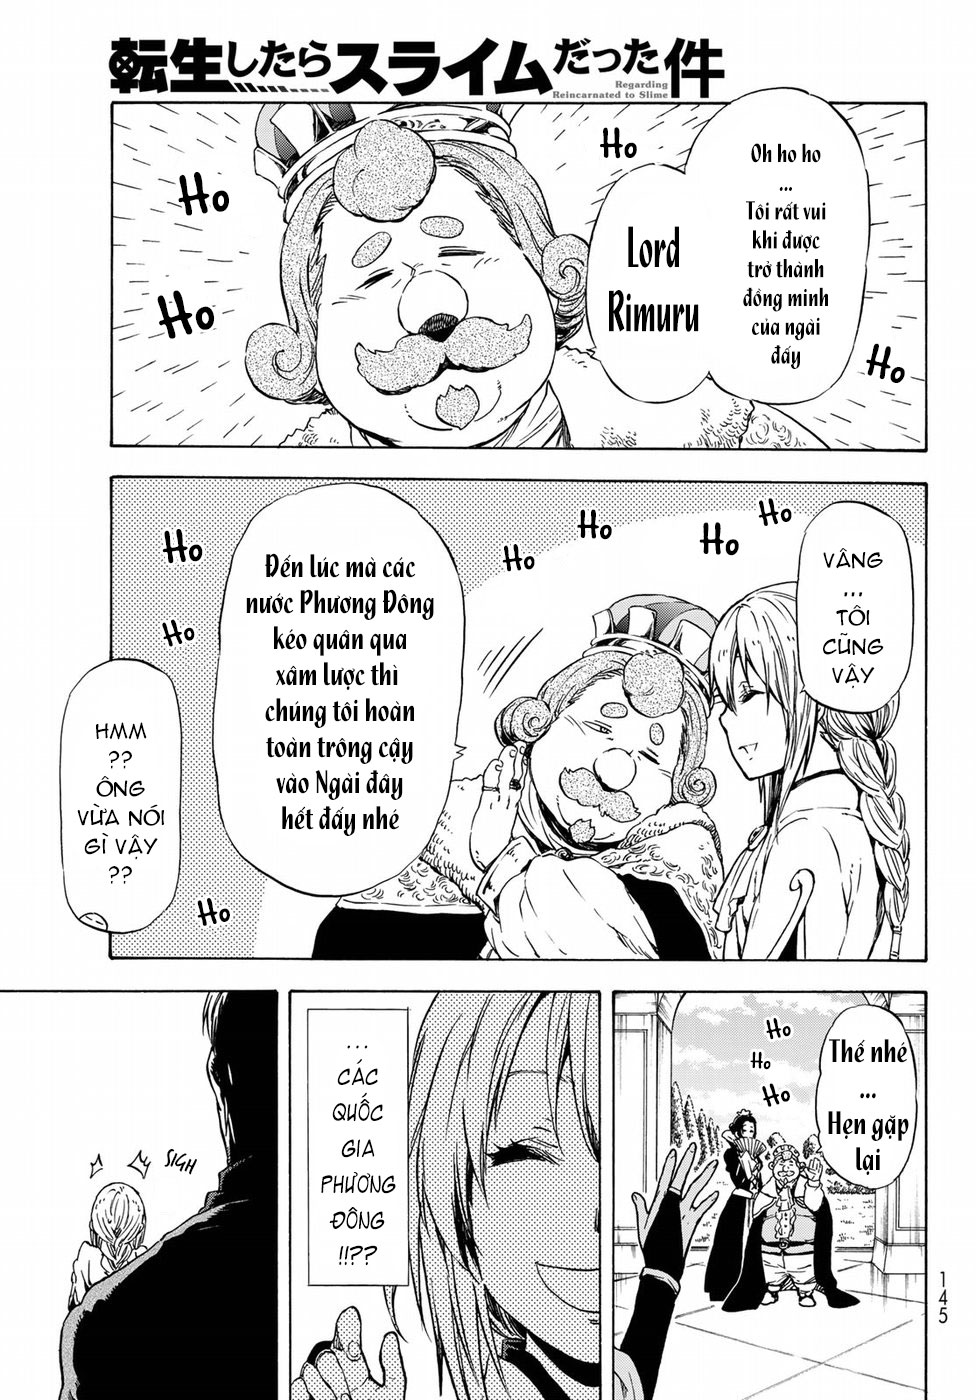 転生したらスライムだった件
Regarding
Reincarnated to Slime
Ho
Oh ho ho
...
Tôi rất vui
khi được
trở thành
đồng minh
của ngài
đấy
Lord
Rimuru
Ho
Ho
Ho
VÂNG
...
TÔI
CŨNG
VẬY
Ho
Ho
Ho
Ho
Ho
Ho
Đến lúc mà các
nước Phương Đông
kéo quân qua
xâm lược thì
chúng tôi hoàn
toàn trông cậy
vào Ngài đây
hết đấy nhé
Ho
HMM
??
ÔNG
VỪA NÓI
GÌ VẬY
??
Thế nhé
...
Hẹn gặp
lại
Ho
Ho
Ho
...
CÁC
QUỐC
GIA
PHƯƠNG
ĐÔNG
!!??
SIGH
145